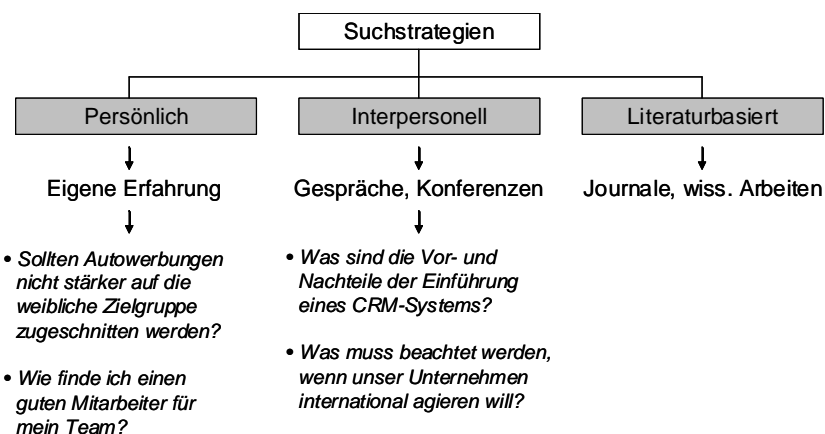 Suchstrategien
Persönlich
Interpersonell
Literaturbasiert
Eigene Erfahrung
Gespräche, Konferenzen
Journale, wiss. Arbeiten
• Sollten Autowerbungen
nicht stärker auf die
weibliche Zielgruppe
zugeschnitten werden?
• Wie finde ich einen
guten Mitarbeiter für
mein Team?
• Was sind die Vor- und
Nachteile der Einführung
eines CRM-Systems?
• Was muss beachtet werden,
wenn unser Unternehmen
international agieren will?